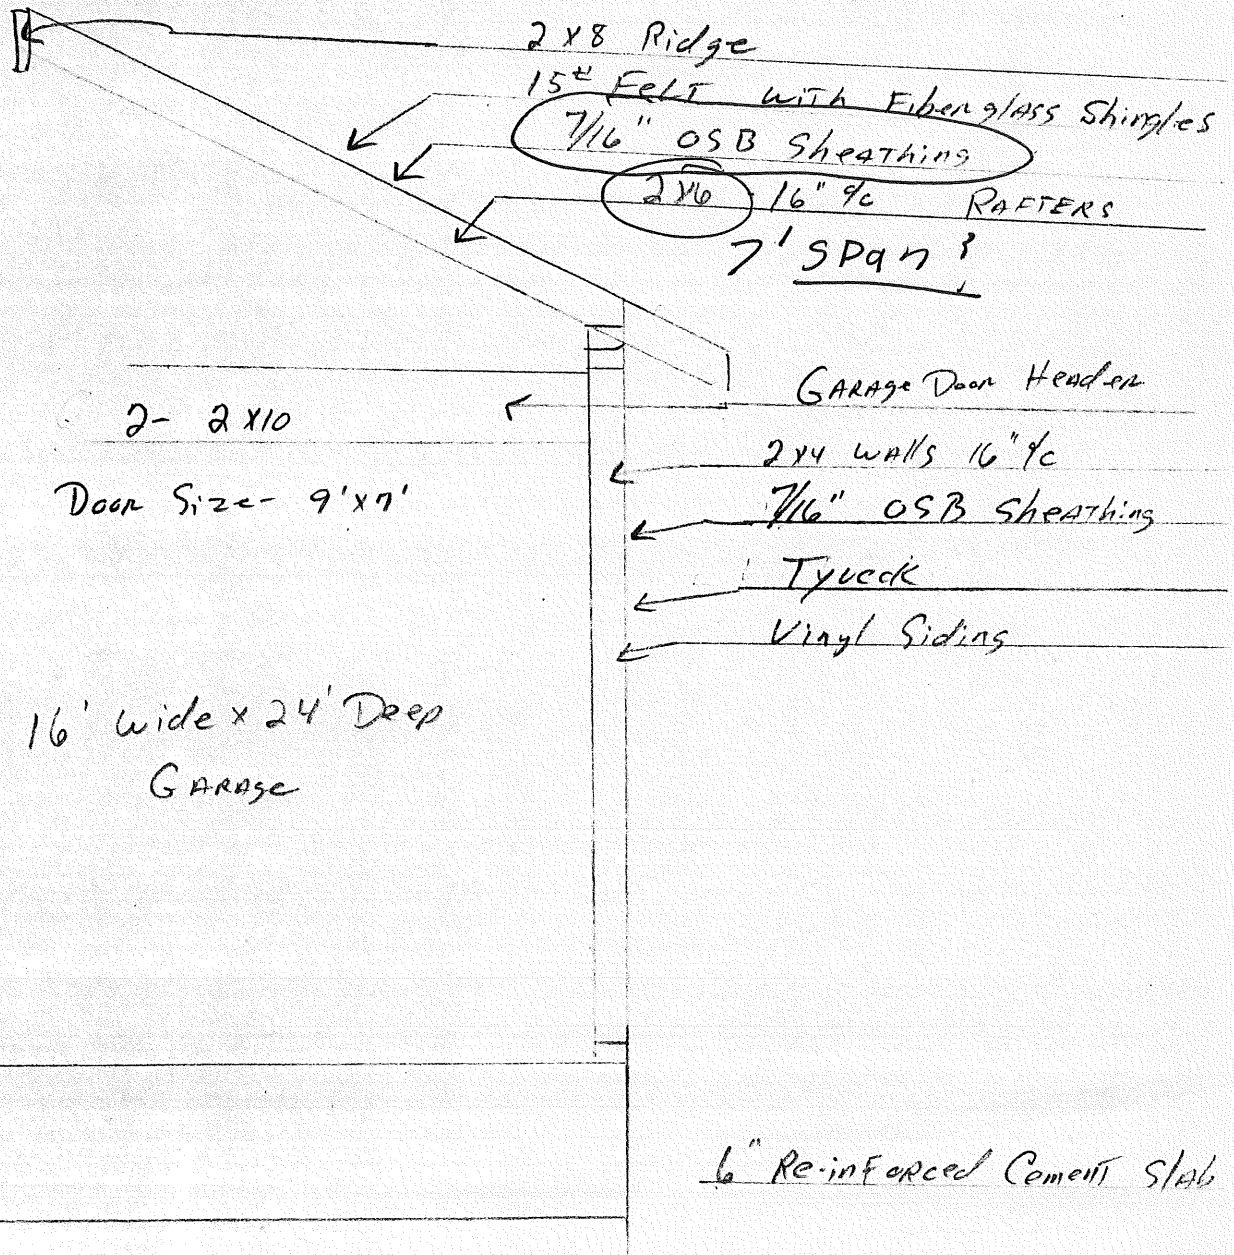 2x8 Ridge
15# Felt with Fiberglass Shingles
7/16" OSB Sheathing
2x6 16" o/c RAFTERS
7' SPan
GARAGE Door Header
2- 2x10
2x4 WAlls 16" o/c
Door Size- 9'x7'
7/16" OSB Sheathing
Tyveck
Vinyl Siding
16' wide x 24' Deep
GARAGE
6" Re-inForced Cement Slab